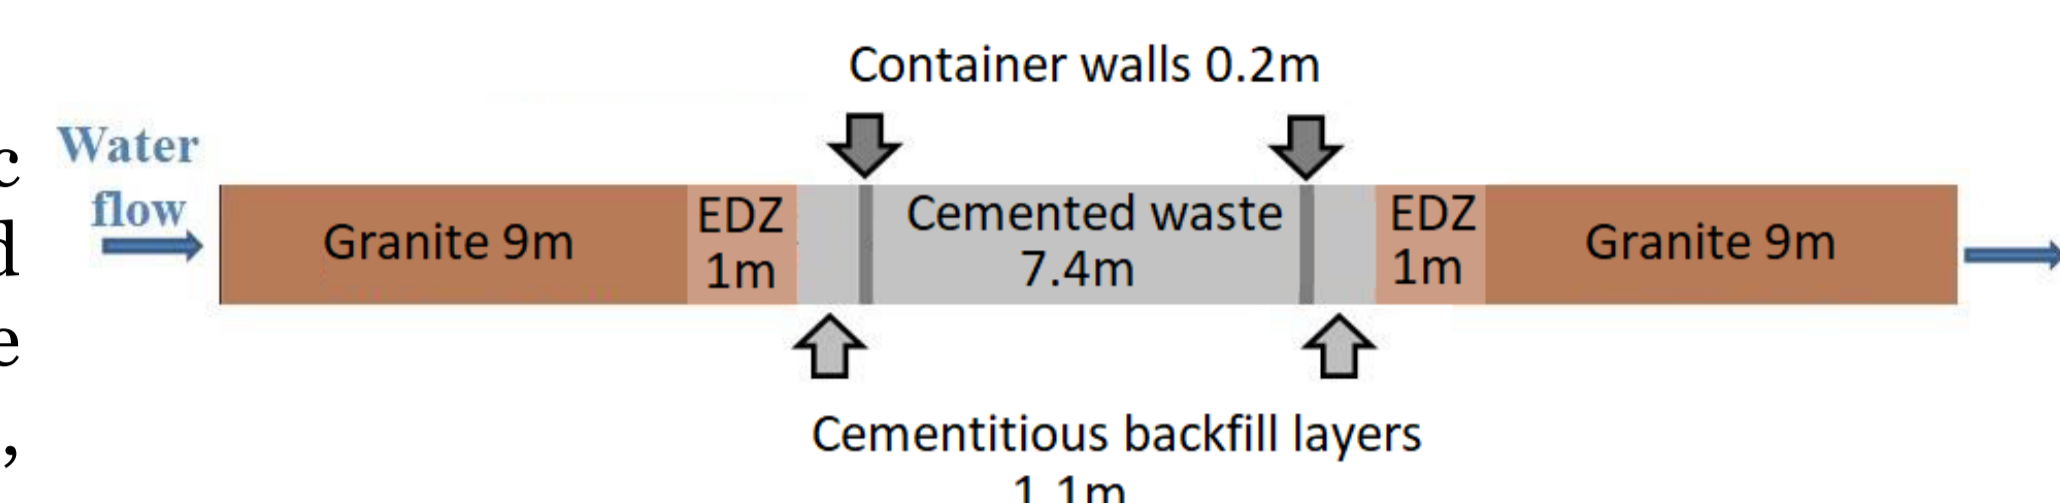 Container walls 0.2m
Water
flow
c
d
e
,
Granite 9m
EDZ
1m
Cemented waste
7.4m
EDZ
1m
Granite 9m
Cementitious backfill layers
1.1m